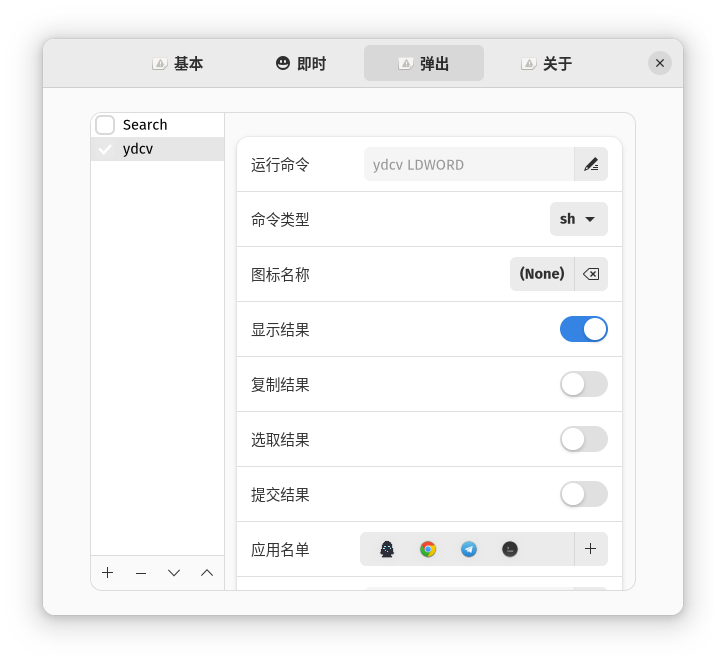 基本
即时
弹出
关于
Search
ydcv
运行命令
ydcv LDWORD
命令类型
sh
图标名称
(None)
显示结果
复制结果
选取结果
提交结果
应用名单